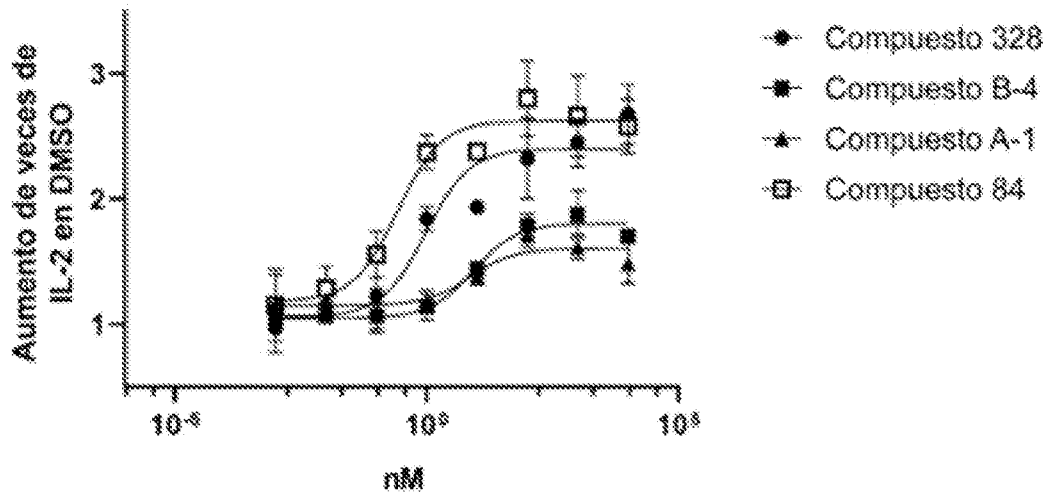 Aumento de veces de
IL-2 en DMSO
3
2
1
Compuesto 328
Compuesto B-4
Compuesto A-1
Compuesto 84
10⁻⁵ 10⁰ 10⁵
nM